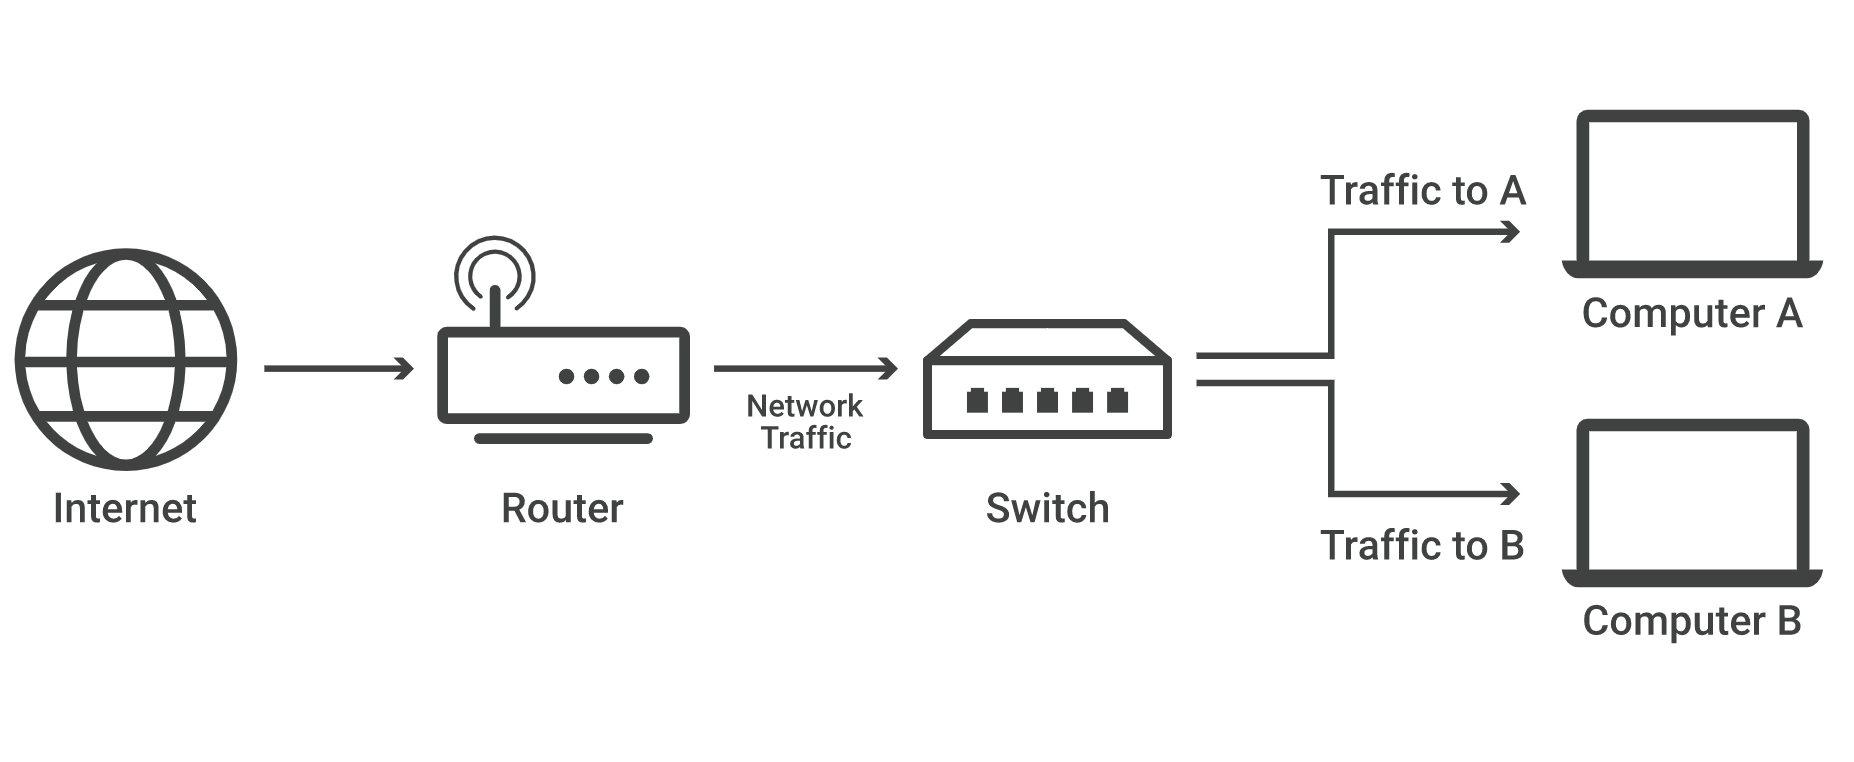 Internet
Router
Network
Traffic
Switch
Traffic to A
Computer A
Traffic to B
Computer B